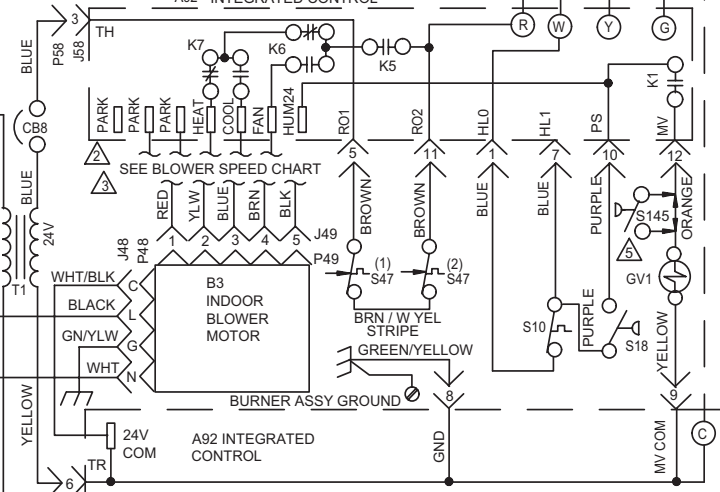 A92 INTEGRATED CONTROL
3
TH
R
W
Y
G
BLUE
P58
J58
K7
K6
K5
K1
CB8
PARK
PARK
PARK
HEAT
COOL
FAN
HUM24
RO1
RO2
HL0
HL1
PS
MV
2
3
5
11
1
7
10
12
SEE BLOWER SPEED CHART
BLUE
24V
T1
RED
YLW
BLUE
BRN
BLK
BROWN
BROWN
BLUE
BLUE
PURPLE
ORANGE
S145
5
1
2
3
4
5
J49
P49
J48
P48
(1)
S47
(2)
S47
GV1
WHT/BLK
C
BLACK
L
GN/YLW
G
WHT
N
B3
INDOOR
BLOWER
MOTOR
BRN / W YEL
STRIPE
S10
PURPLE
S18
YELLOW
GREEN/YELLOW
BURNER ASSY GROUND
8
9
YELLOW
24V
COM
A92 INTEGRATED
CONTROL
GND
MV COM
C
6
TR